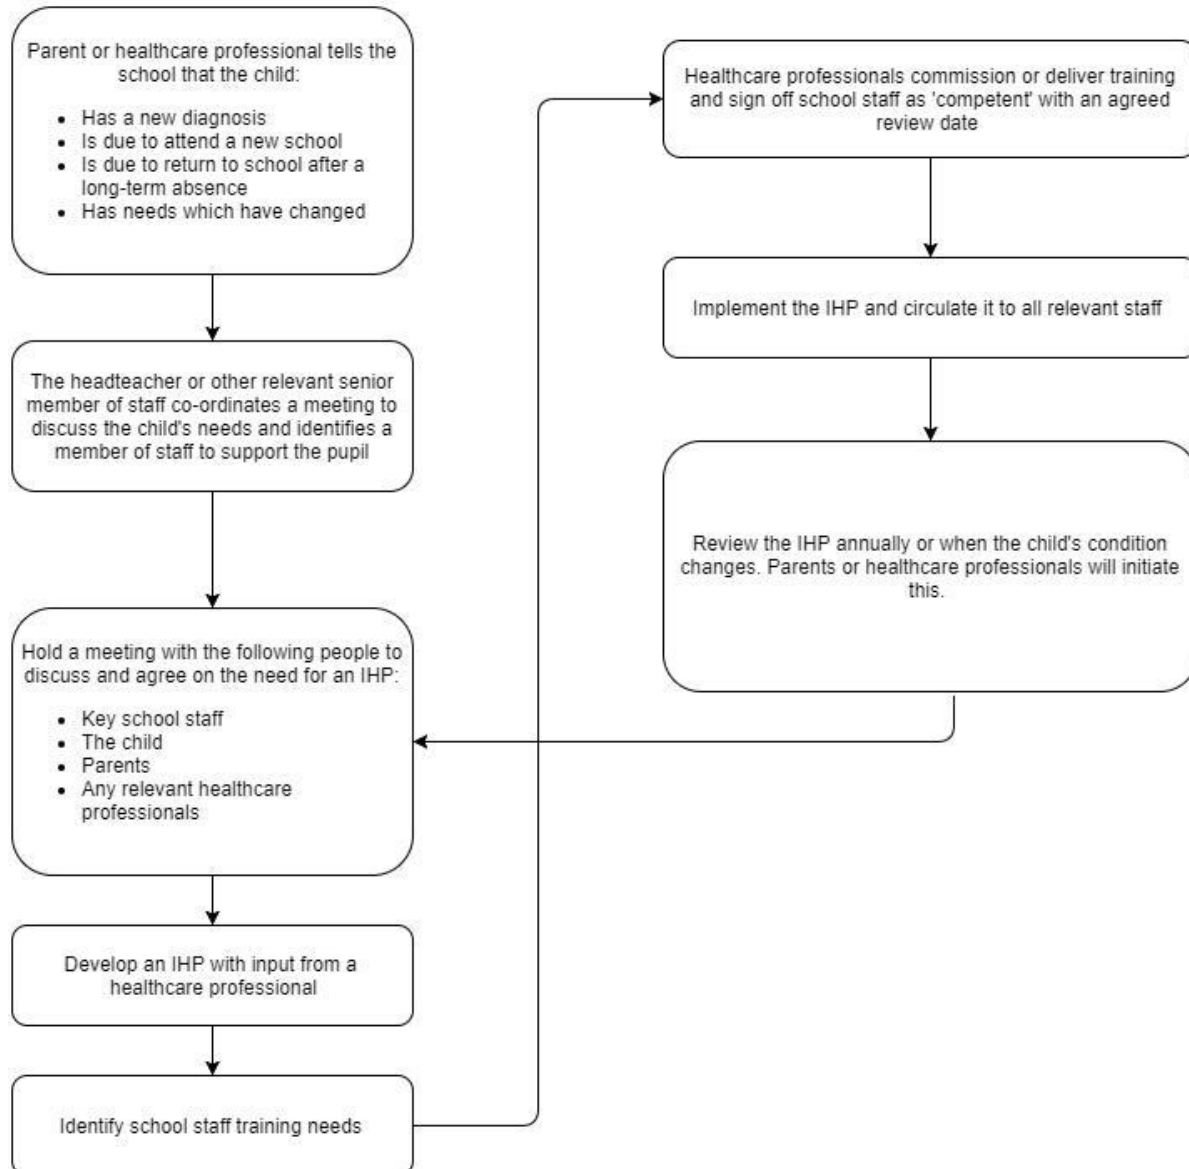 Parent or healthcare professional tells the
school that the child:
• Has a new diagnosis
• Is due to attend a new school
• Is due to return to school after a
long-term absence
• Has needs which have changed
The headteacher or other relevant senior
member of staff co-ordinates a meeting to
discuss the child's needs and identifies a
member of staff to support the pupil
Hold a meeting with the following people to
discuss and agree on the need for an IHP:
• Key school staff
• The child
• Parents
• Any relevant healthcare
professionals
Develop an IHP with input from a
healthcare professional
Identify school staff training needs
Healthcare professionals commission or deliver training
and sign off school staff as 'competent' with an agreed
review date
Implement the IHP and circulate it to all relevant staff
Review the IHP annually or when the child's condition
changes. Parents or healthcare professionals will initiate
this.